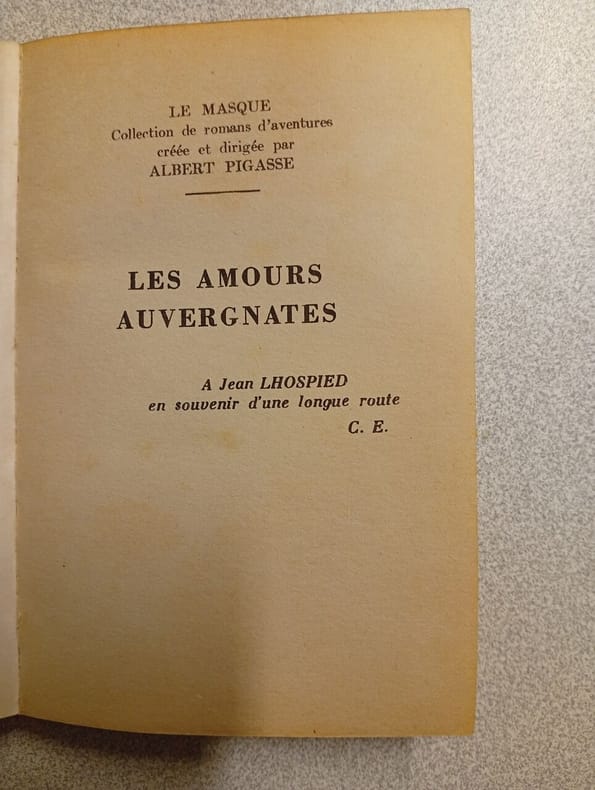 LE MASQUE
Collection de romans d'aventures
créée et dirigée par
ALBERT PIGASSE
LES AMOURS
AUVERGNATES
A Jean LHOSPIED
en souvenir d'une longue route
C. E.